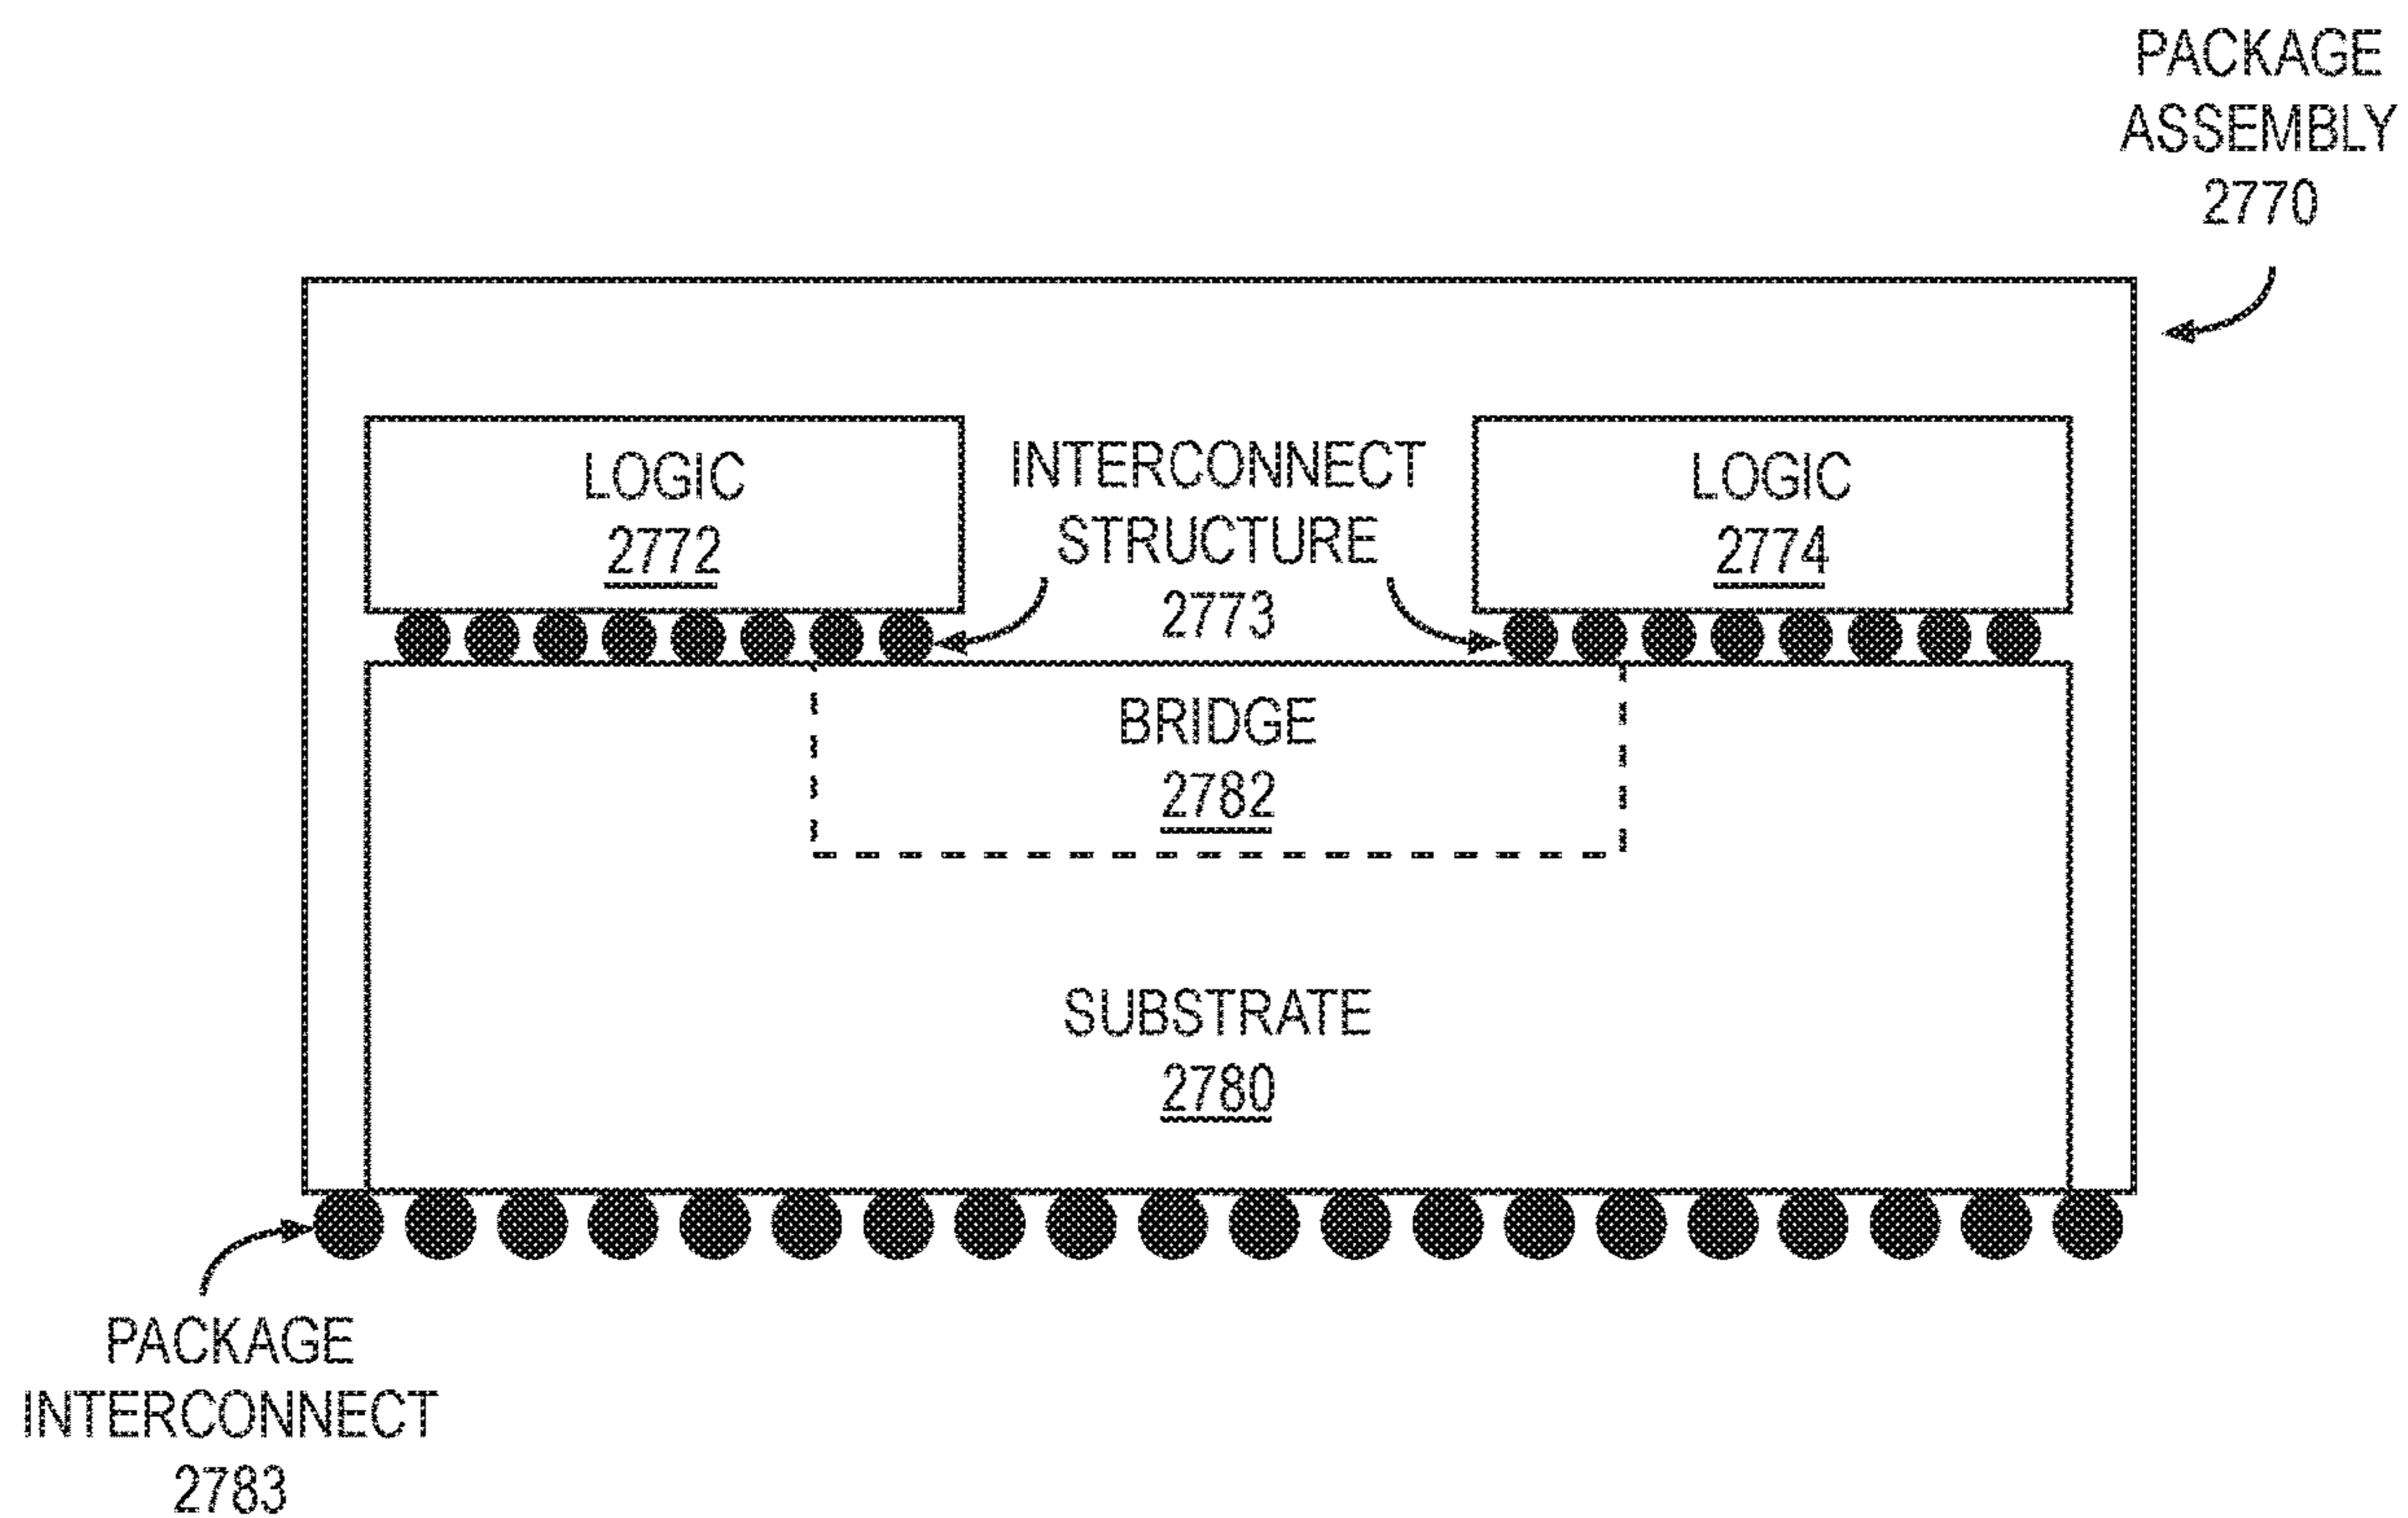 PACKAGE
ASSEMBLY
2770
LOGIC
2772
INTERCONNECT
STRUCTURE
2773
LOGIC
2774
BRIDGE
2782
SUBSTRATE
2780
PACKAGE
INTERCONNECT
2783